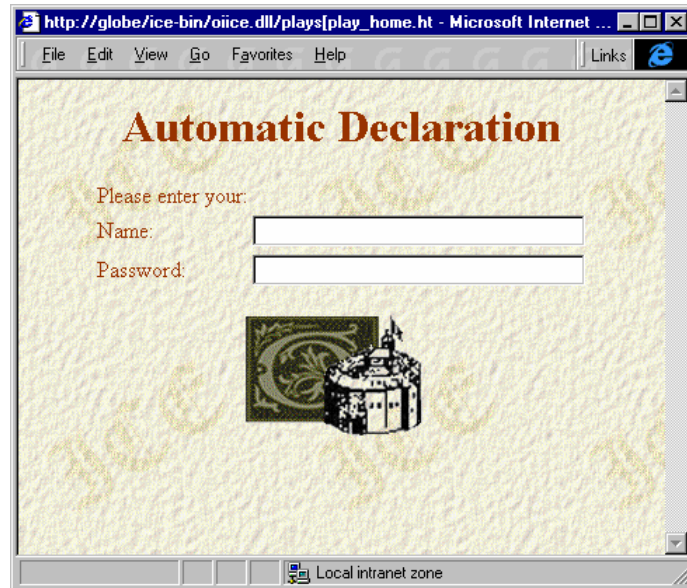 http://globe/ice-bin/oiice.dll/plays[play_home.ht - Microsoft Internet ...
File Edit View Go Favorites Help Links
Automatic Declaration
Please enter your:
Name:
Password:
G
Local intranet zone